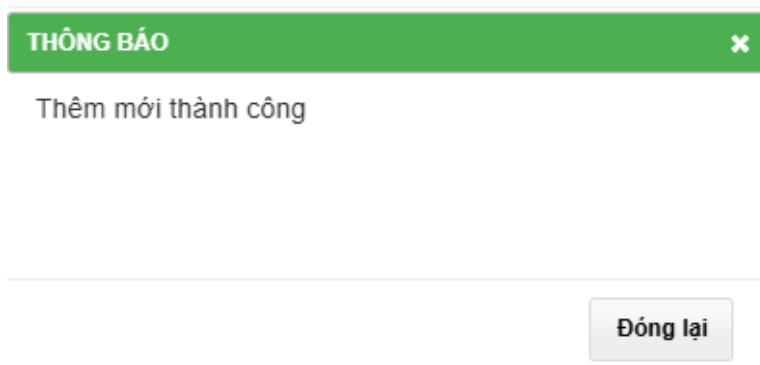 THÔNG BÁO
Thêm mới thành công
Đóng lại